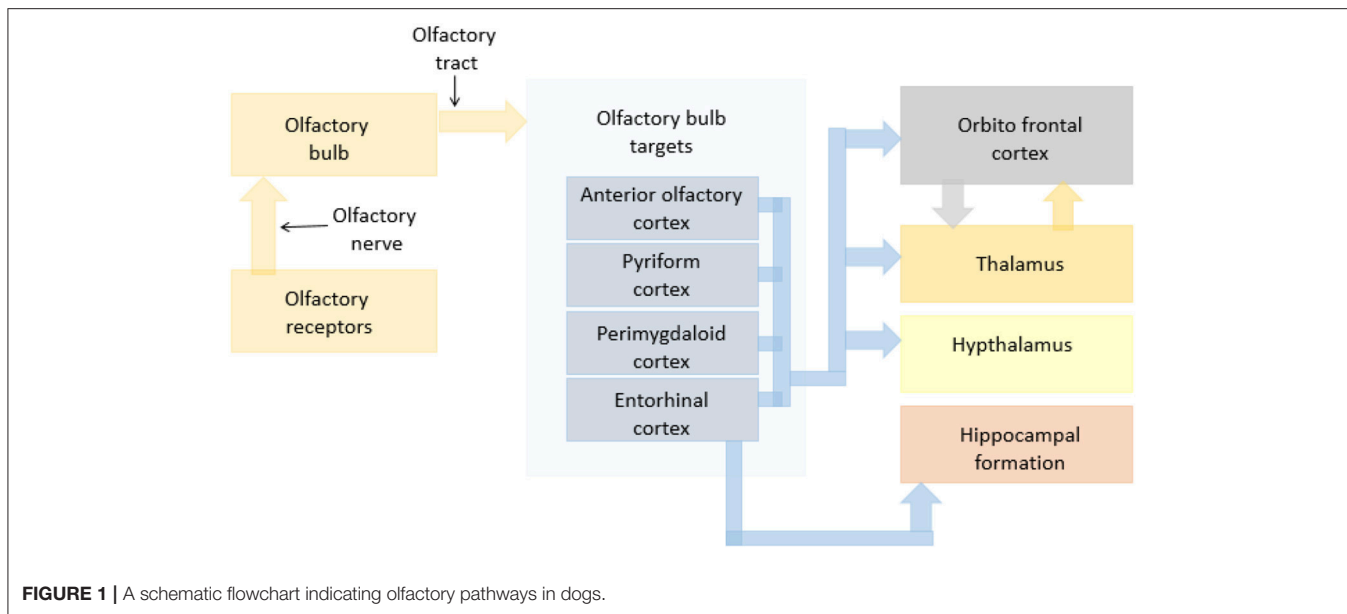 Olfactory
tract
Olfactory
bulb
Olfactory
nerve
Olfactory
receptors
Olfactory bulb
targets
Anterior olfactory
cortex
Pyriform
cortex
Perimygdaloid
cortex
Entorhinal
cortex
Orbito frontal
cortex
Thalamus
Hypthalamus
Hippocampal
formation
FIGURE 1 | A schematic flowchart indicating olfactory pathways in dogs.